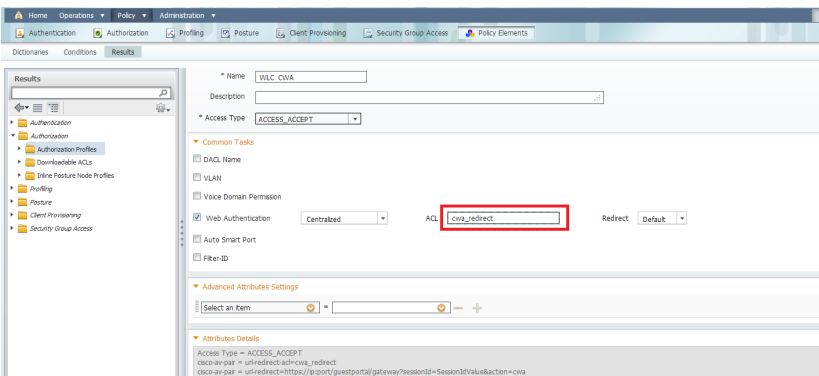 Home Operations Policy Administration
Authentication Authorization Profiling Posture Client Provisioning Security Group Access Policy Elements
Dictionaries Conditions Results
Results
Authentication
Authorization
Authorization Profiles
Downloadable ACLs
Inline Posture Node Profiles
Profiling
Posture
Client Provisioning
Security Group Access
* Name WLC CWA
Description
* Access Type ACCESS_ACCEPT
Common Tasks
DACL Name
VLAN
Voice Domain Permission
Web Authentication Centralized ACL cwa_redirect Redirect Default
Auto Smart Port
Filter-ID
Advanced Attributes Settings
Select an item =
Attributes Details
Access Type = ACCESS_ACCEPT
cisco-av-pair = url-redirect-acl=cwa_redirect
cisco-av-pair = url-redirect=https://ip:port/guestportal/gateway?sessionId=SessionIdValue&action=cwa